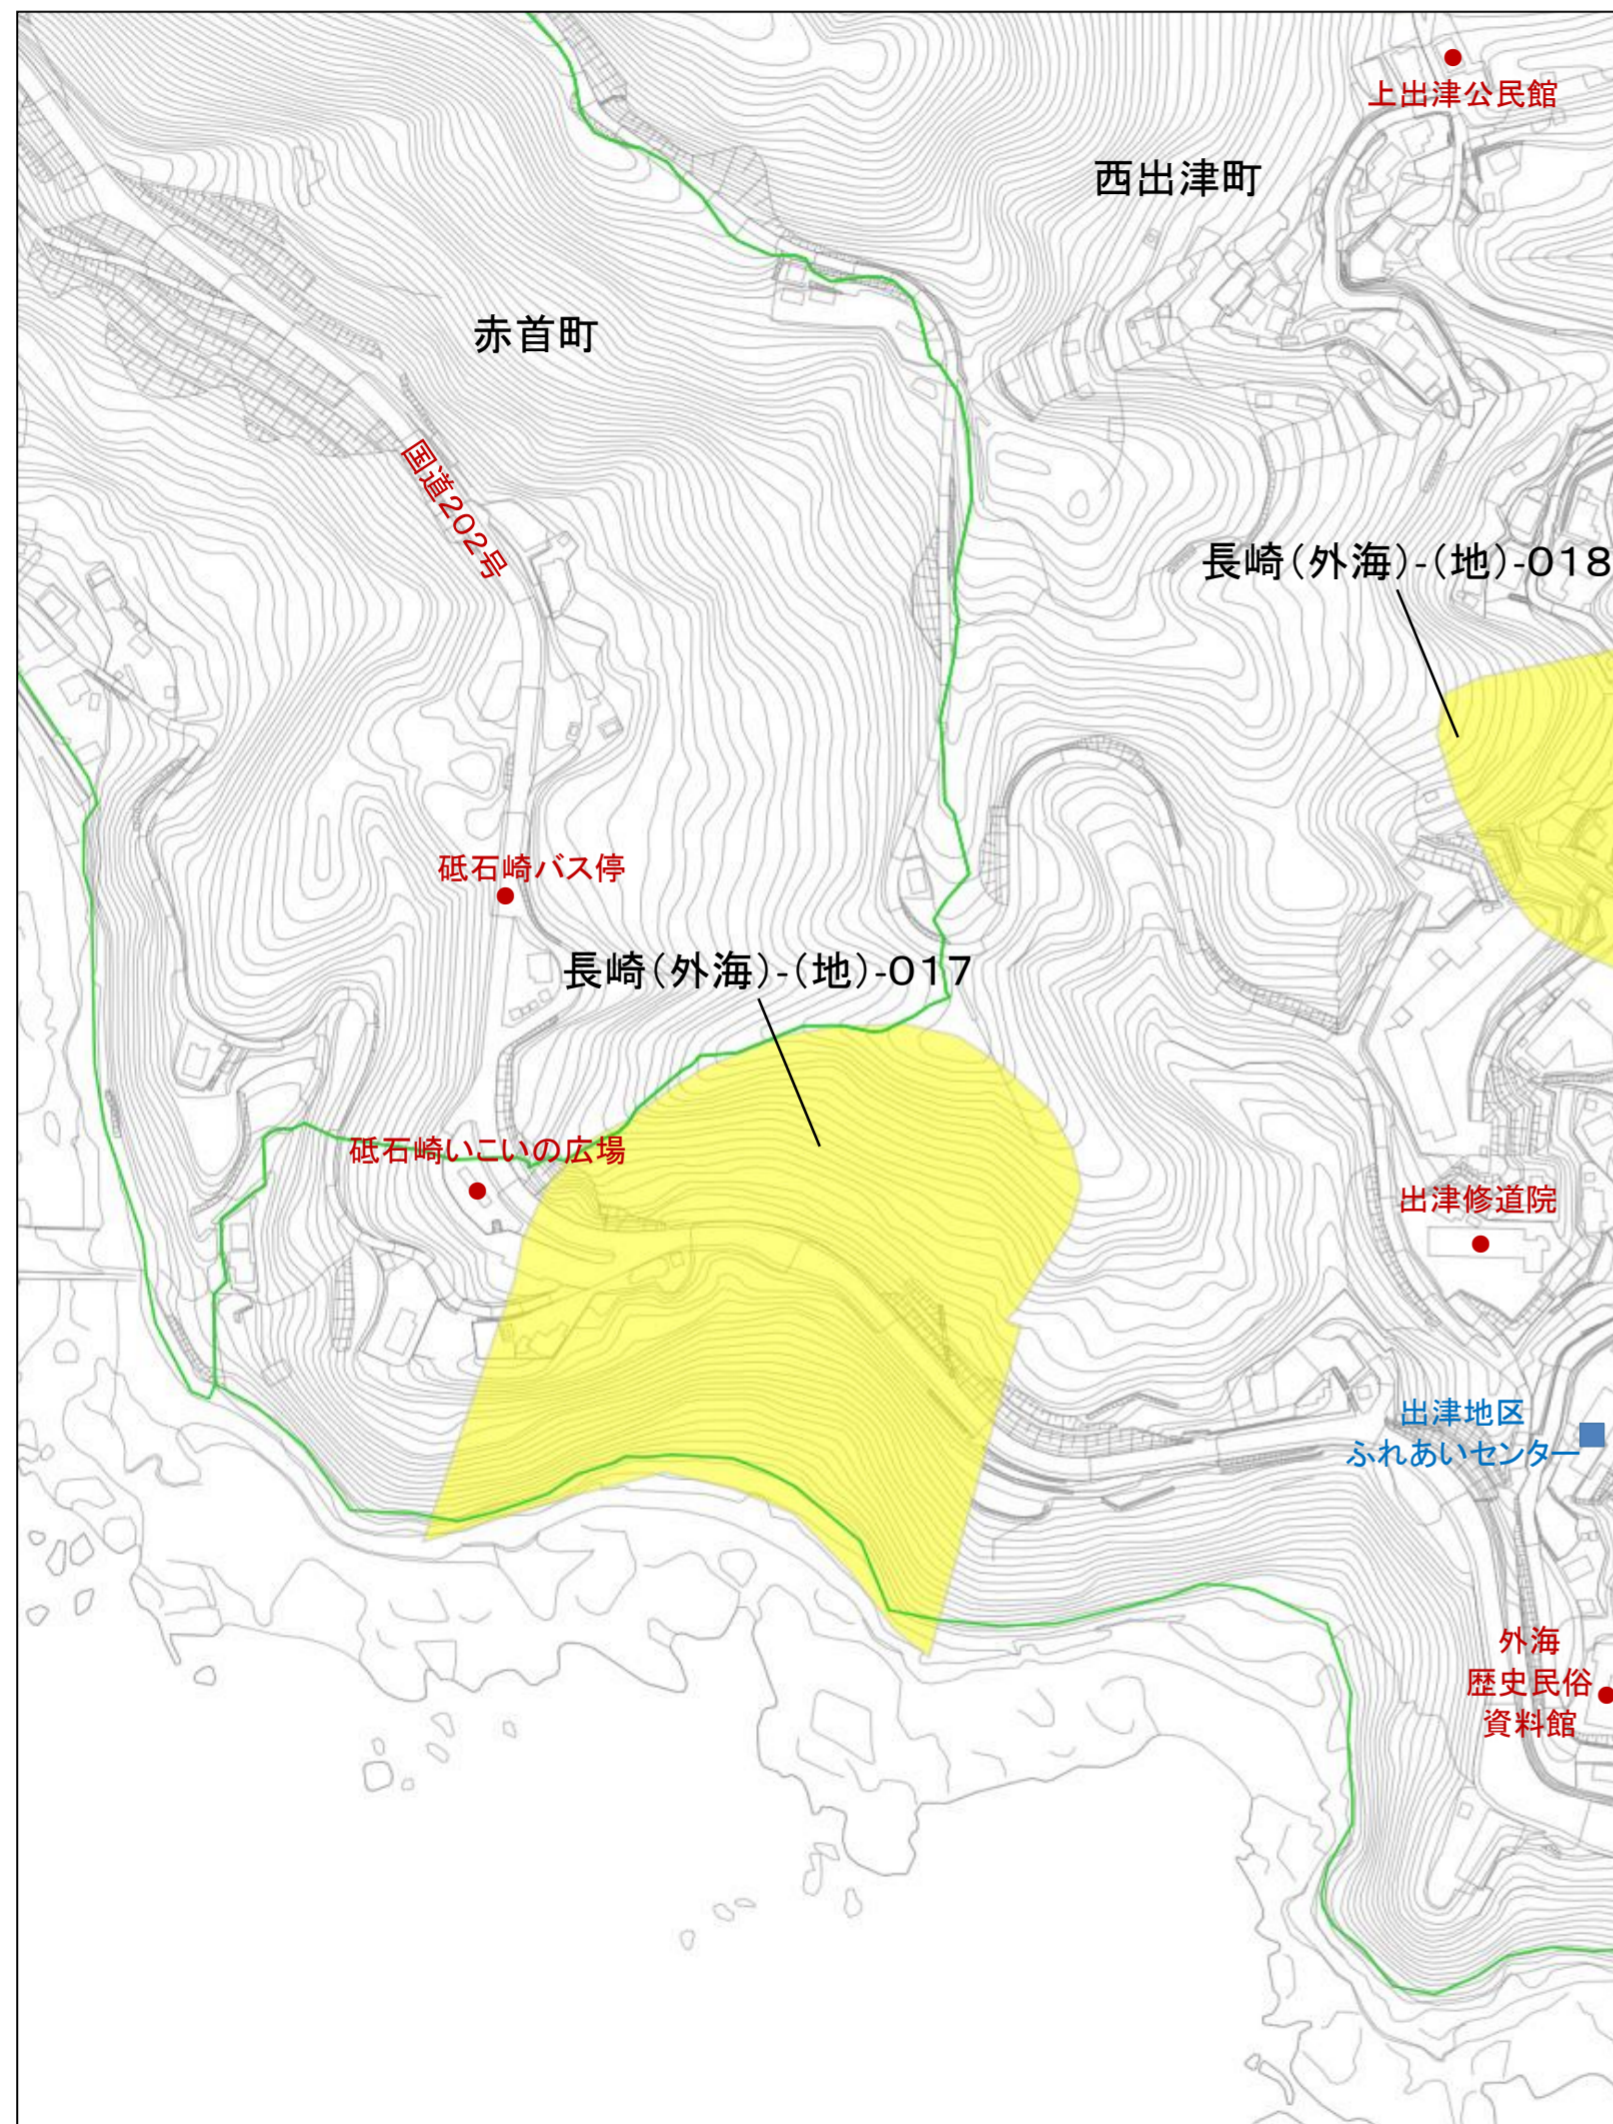 上出津公民館
西出津町
赤首町
国道202号
長崎(外海)-(地)-018
砥石崎バス停
長崎(外海)-(地)-017
砥石崎いこいの広場
出津修道院
出津地区
ふれあいセンター
外海
歴史民俗
資料館